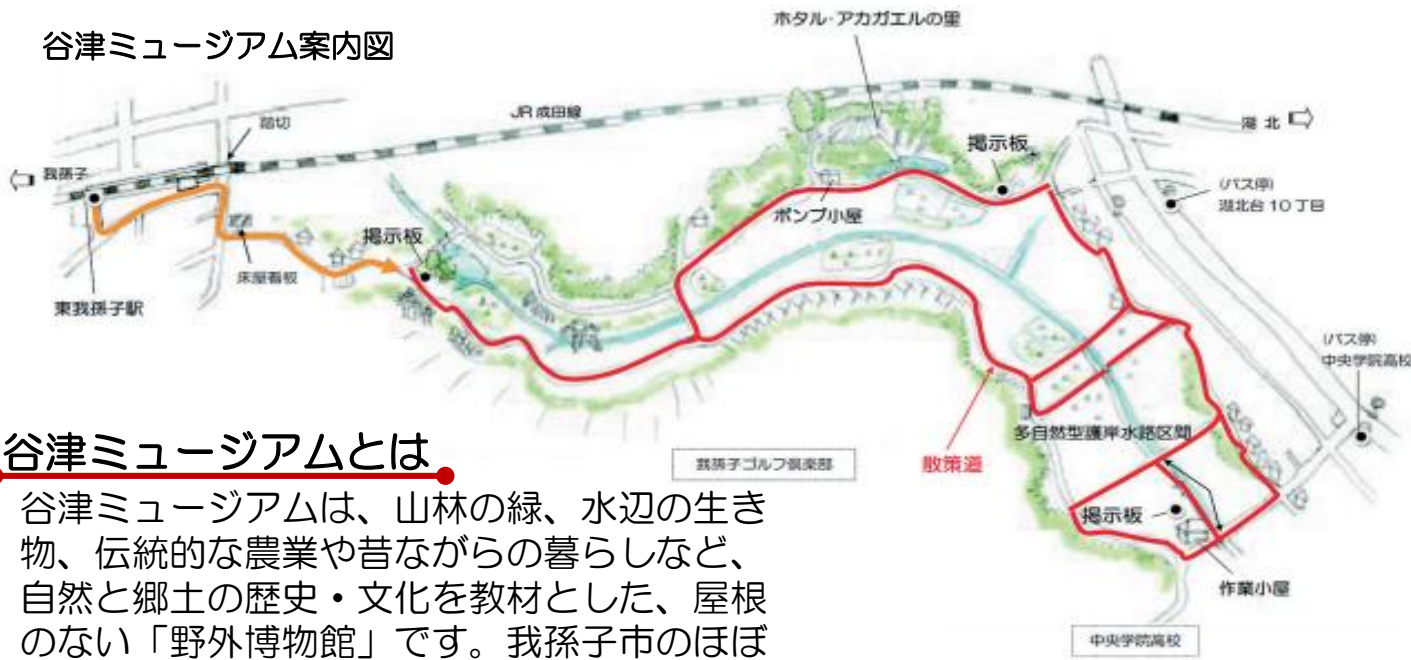 谷津ミュージアム案内図
ホタル・アカガエルの里
JR成田線
踏切
我孫子
湖北
掲示板
(バス停)
湖北台10丁目
ポンプ小屋
掲示板
床屋看板
東我孫子駅
(バス停)
中央学院高校
多自然型護岸水路区間
谷津ミュージアムとは
我孫子ゴルフ倶楽部
散策道
掲示板
作業小屋
中央学院高校
谷津ミュージアムは、山林の緑、水辺の生き
物、伝統的な農業や昔ながらの暮らしなど、
自然と郷土の歴史・文化を教材とした、屋根
のない「野外博物館」です。我孫子市のほぼ